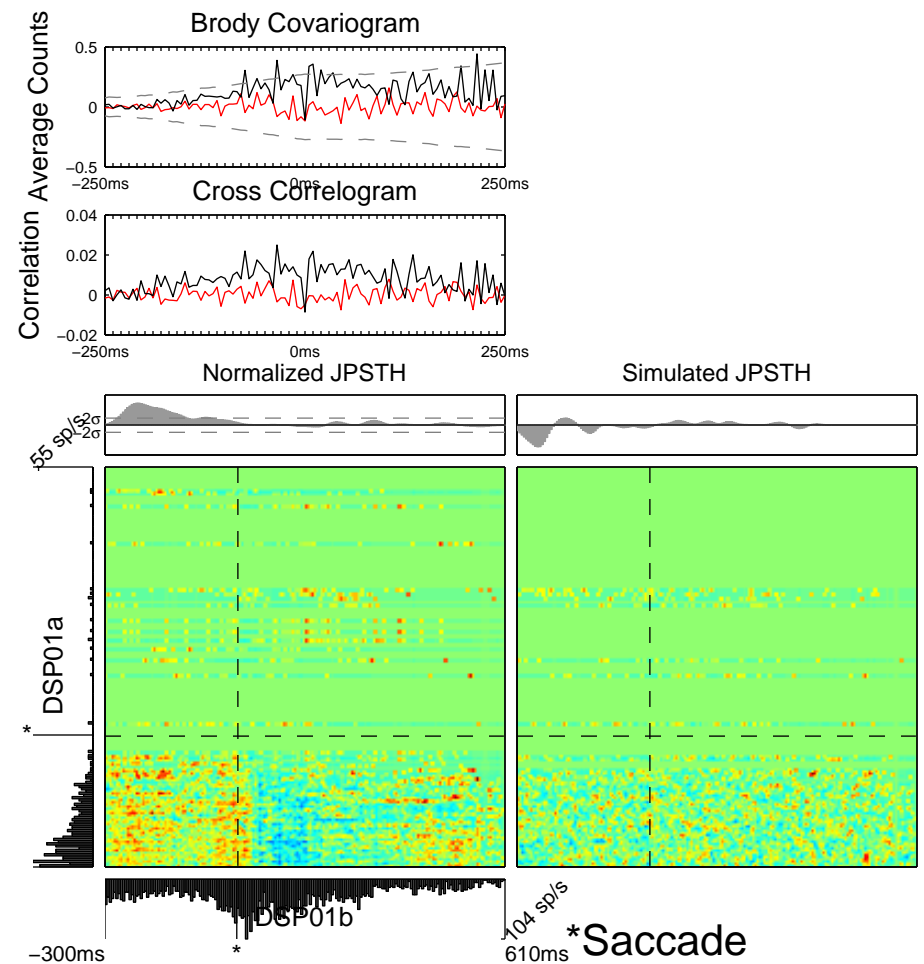 Brody Covariogram
Average Counts
0.5
0
−0.5
−250ms
0ms
250ms
Cross Correlogram
Correlation
0.04
0.02
0
−0.02
−250ms
0ms
250ms
Normalized JPSTH
Simulated JPSTH
55 sp/s
2σ
−2σ
DSP01a
*
DSP01b
104 sp/s
−300ms
*
610ms
*Saccade